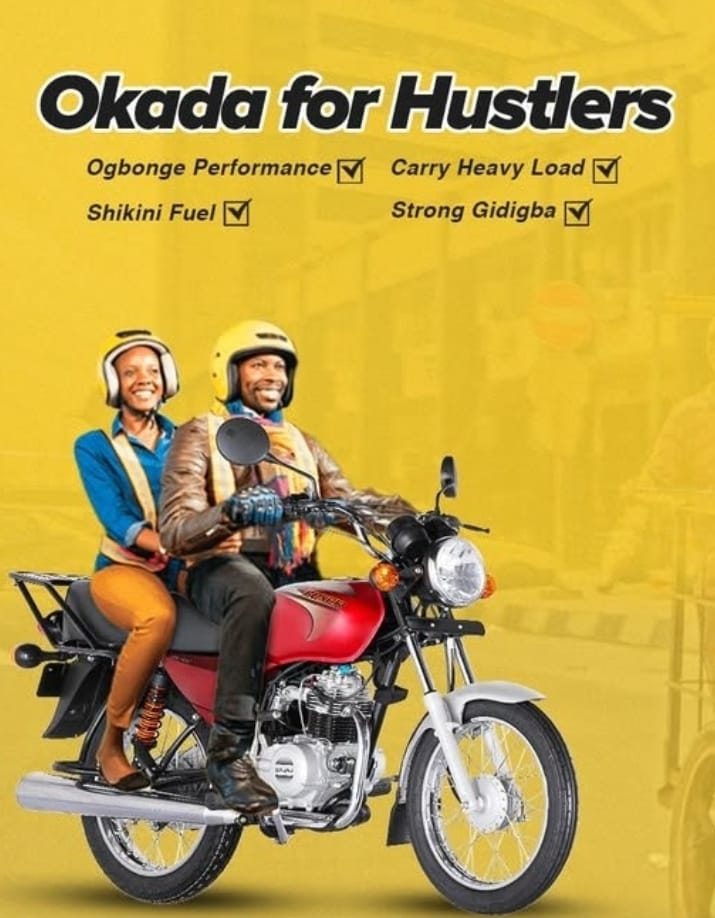 Okada for Hustlers
Ogbonge Performance
Carry Heavy Load
Shikini Fuel
Strong Gidigba